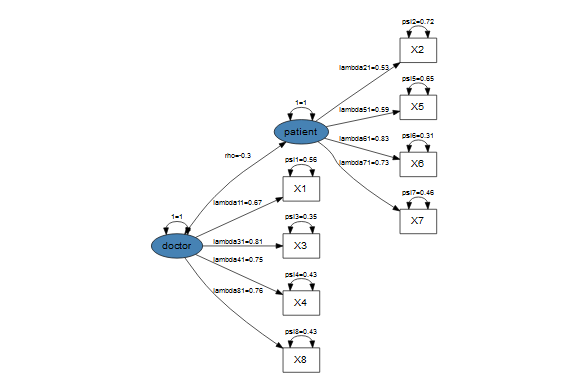 psi2=0.72
X2
lambda21=0.53
psi5=0.65
X5
lambda51=0.59
1=1
patient
lambda61=0.83
psi6=0.31
X6
lambda71=0.73
psi7=0.46
X7
rho=-0.3
psi1=0.56
X1
lambda11=0.67
1=1
doctor
psi3=0.35
X3
lambda31=0.81
lambda41=0.75
psi4=0.43
X4
lambda81=0.76
psi8=0.43
X8